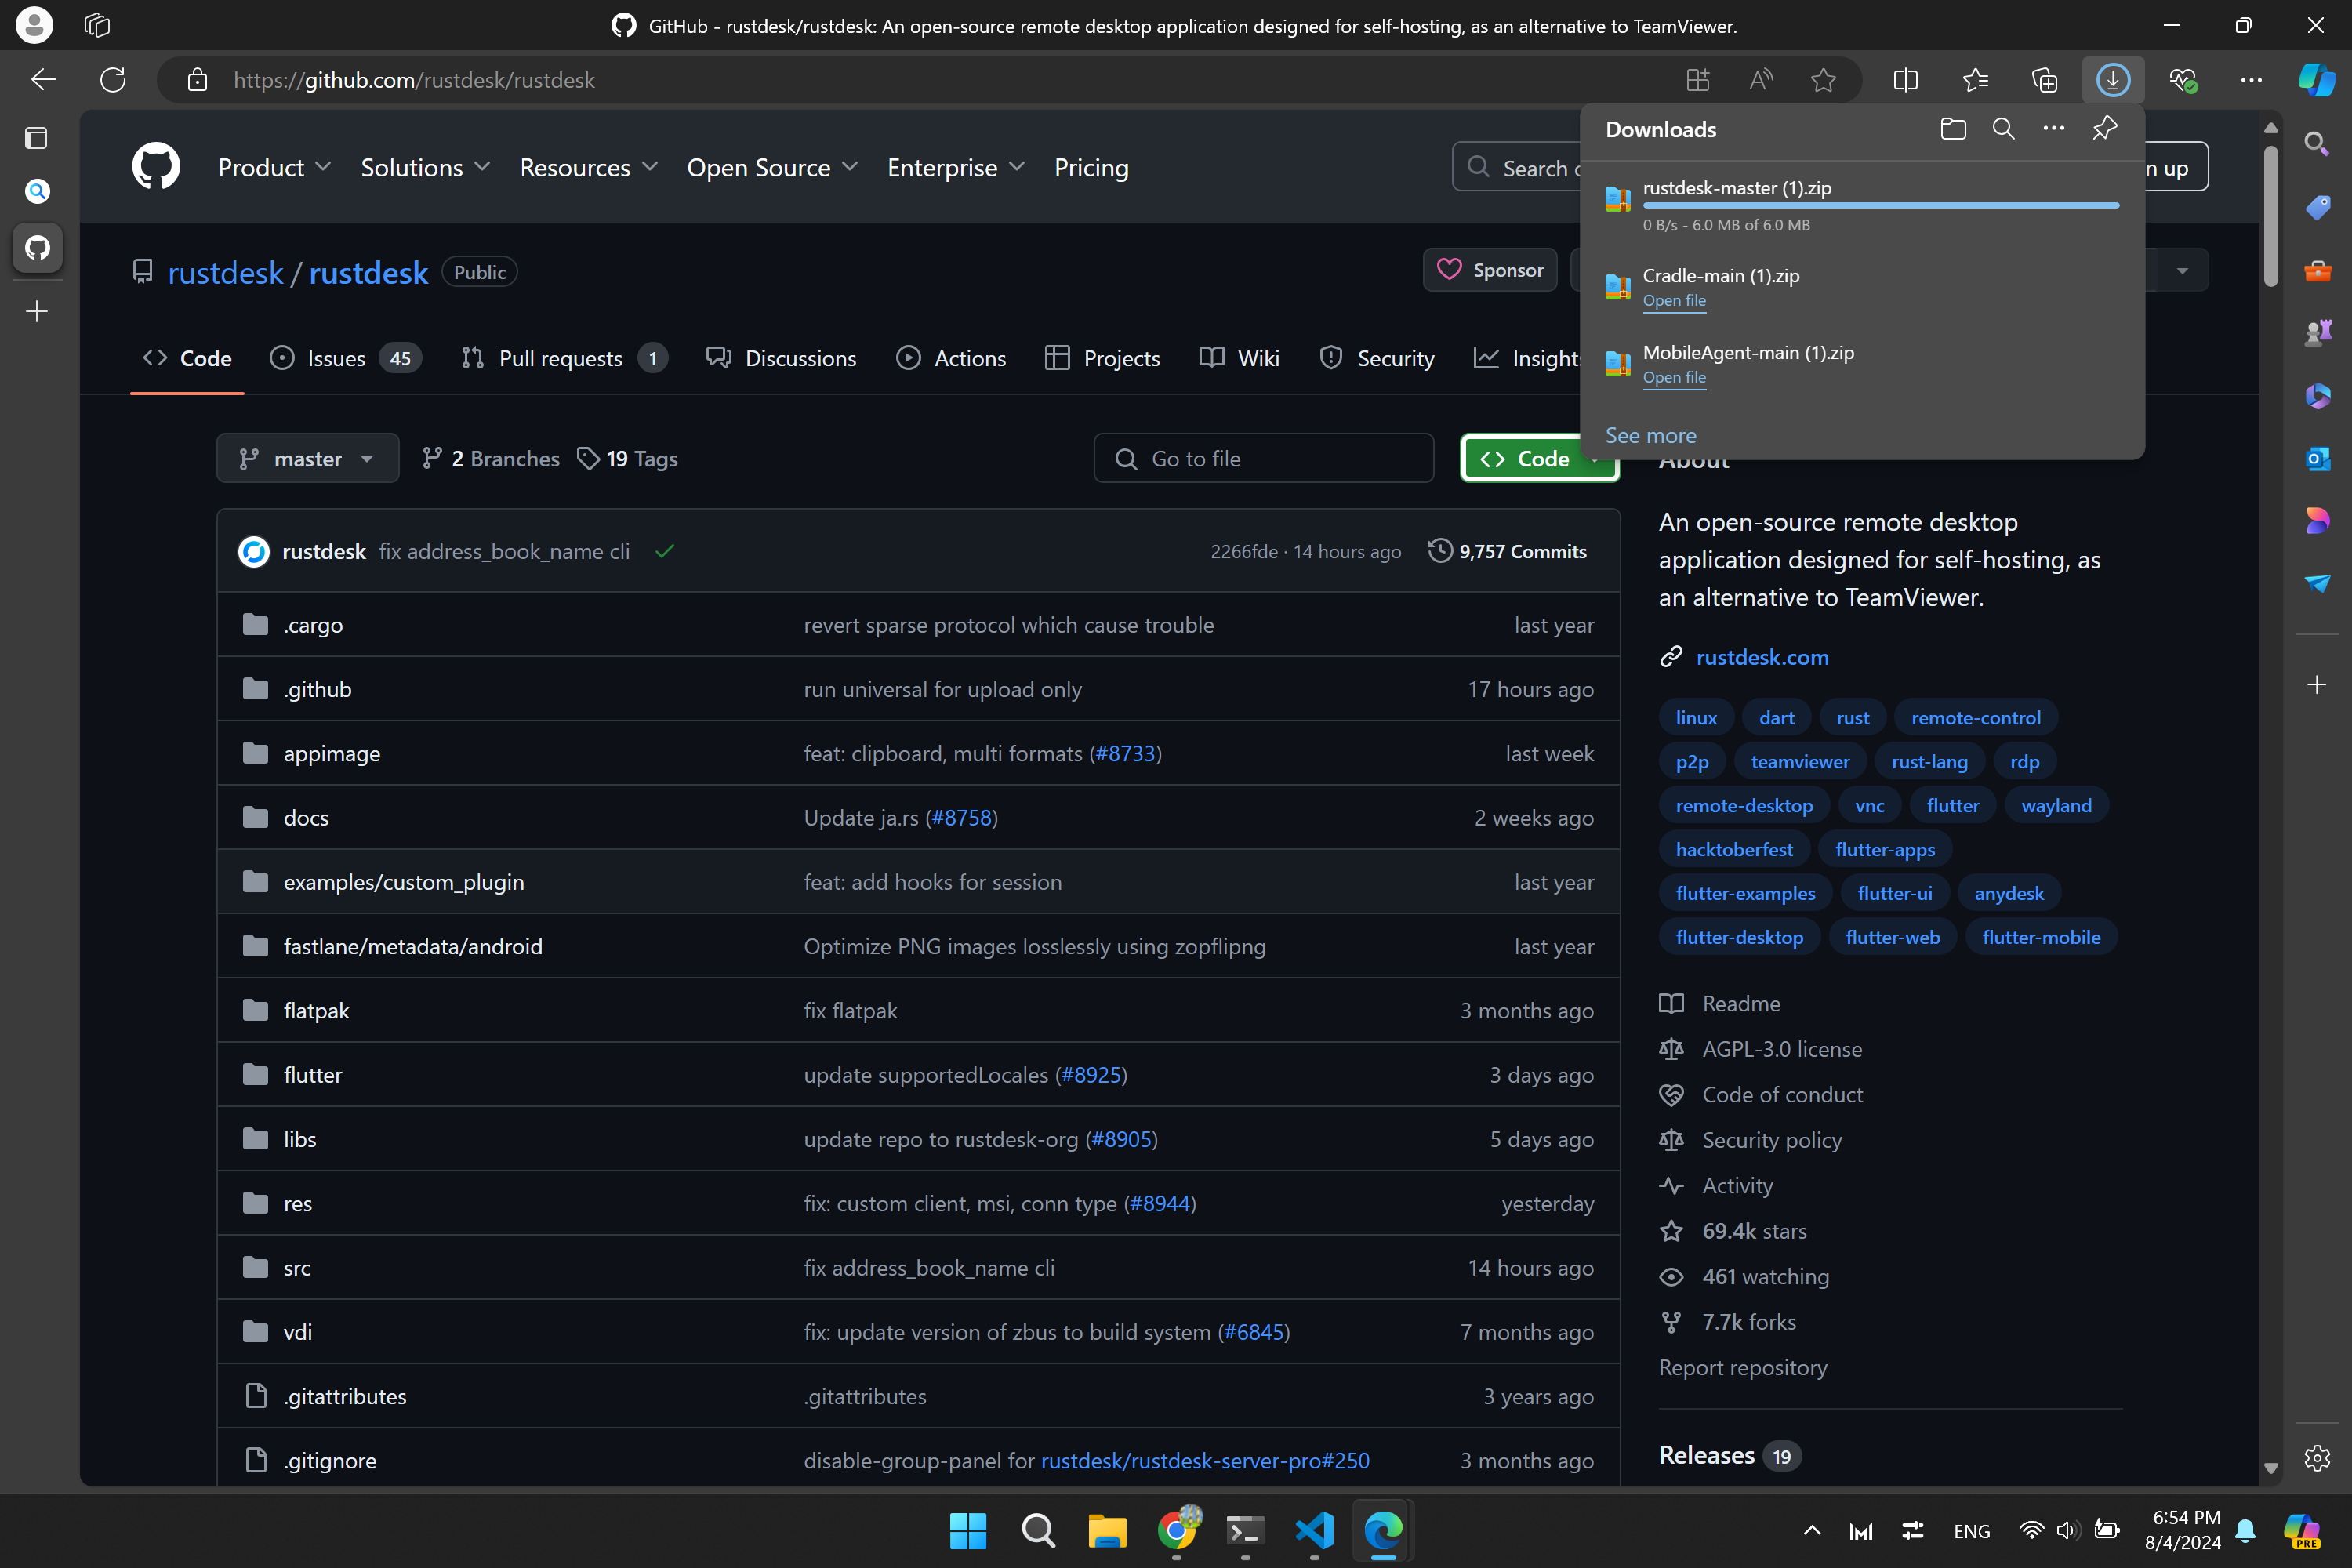 GitHub - rustdesk/rustdesk: An open-source remote desktop application designed for self-hosting, as an alternative to TeamViewer.
https://github.com/rustdesk/rustdesk
Product Solutions Resources Open Source Enterprise Pricing
Search
n up
Downloads
rustdesk-master (1).zip
0 B/s - 6.0 MB of 6.0 MB
Cradle-main (1).zip
Open file
MobileAgent-main (1).zip
Open file
See more
rustdesk / rustdesk Public
Sponsor
Code Issues 45 Pull requests 1 Discussions Actions Projects Wiki Security Insights
master 2 Branches 19 Tags
Go to file
Code
rustdesk fix address_book_name cli 2266fde · 14 hours ago 9,757 Commits
.cargo revert sparse protocol which cause trouble last year
.github run universal for upload only 17 hours ago
appimage feat: clipboard, multi formats (#8733) last week
docs Update ja.rs (#8758) 2 weeks ago
examples/custom_plugin feat: add hooks for session last year
fastlane/metadata/android Optimize PNG images losslessly using zopflipng last year
flatpak fix flatpak 3 months ago
flutter update supportedLocales (#8925) 3 days ago
libs update repo to rustdesk-org (#8905) 5 days ago
res fix: custom client, msi, conn type (#8944) yesterday
src fix address_book_name cli 14 hours ago
vdi fix: update version of zbus to build system (#6845) 7 months ago
.gitattributes .gitattributes 3 years ago
.gitignore disable-group-panel for rustdesk/rustdesk-server-pro#250 3 months ago
About
An open-source remote desktop
application designed for self-hosting, as
an alternative to TeamViewer.
rustdesk.com
linux dart rust remote-control
p2p teamviewer rust-lang rdp
remote-desktop vnc flutter wayland
hacktoberfest flutter-apps
flutter-examples flutter-ui anydesk
flutter-desktop flutter-web flutter-mobile
Readme
AGPL-3.0 license
Code of conduct
Security policy
Activity
69.4k stars
461 watching
7.7k forks
Report repository
Releases 19
ENG
6:54 PM
8/4/2024
PRE